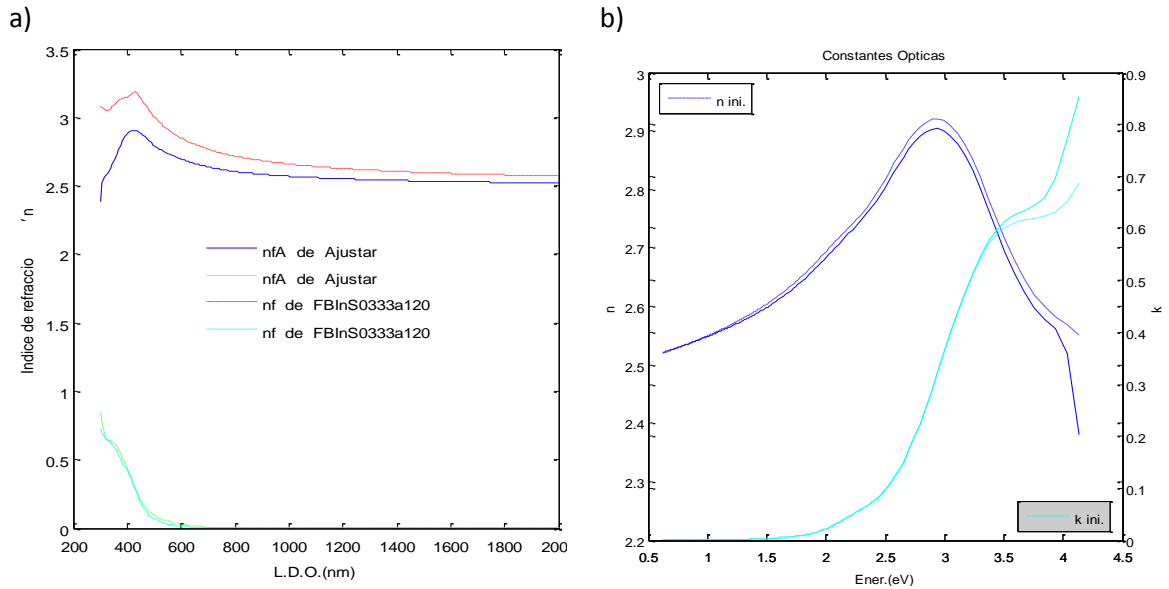 a)
3.5
3
2.5
2
1.5
1
0.5
0
Indice de refraccio ´n
nfA de Ajustar
nfA de Ajustar
nf de FBInS0333a120
nf de FBInS0333a120
200 400 600 800 1000 1200 1400 1600 1800 200
L.D.O.(nm)
b)
Constantes Opticas
3
2.9
2.8
2.7
2.6
2.5
2.4
2.3
2.2
n
n ini.
k ini.
0.9
0.8
0.7
0.6
0.5
0.4
0.3
0.2
0.1
0
k
0.5 1 1.5 2 2.5 3 3.5 4 4.5
Ener.(eV)